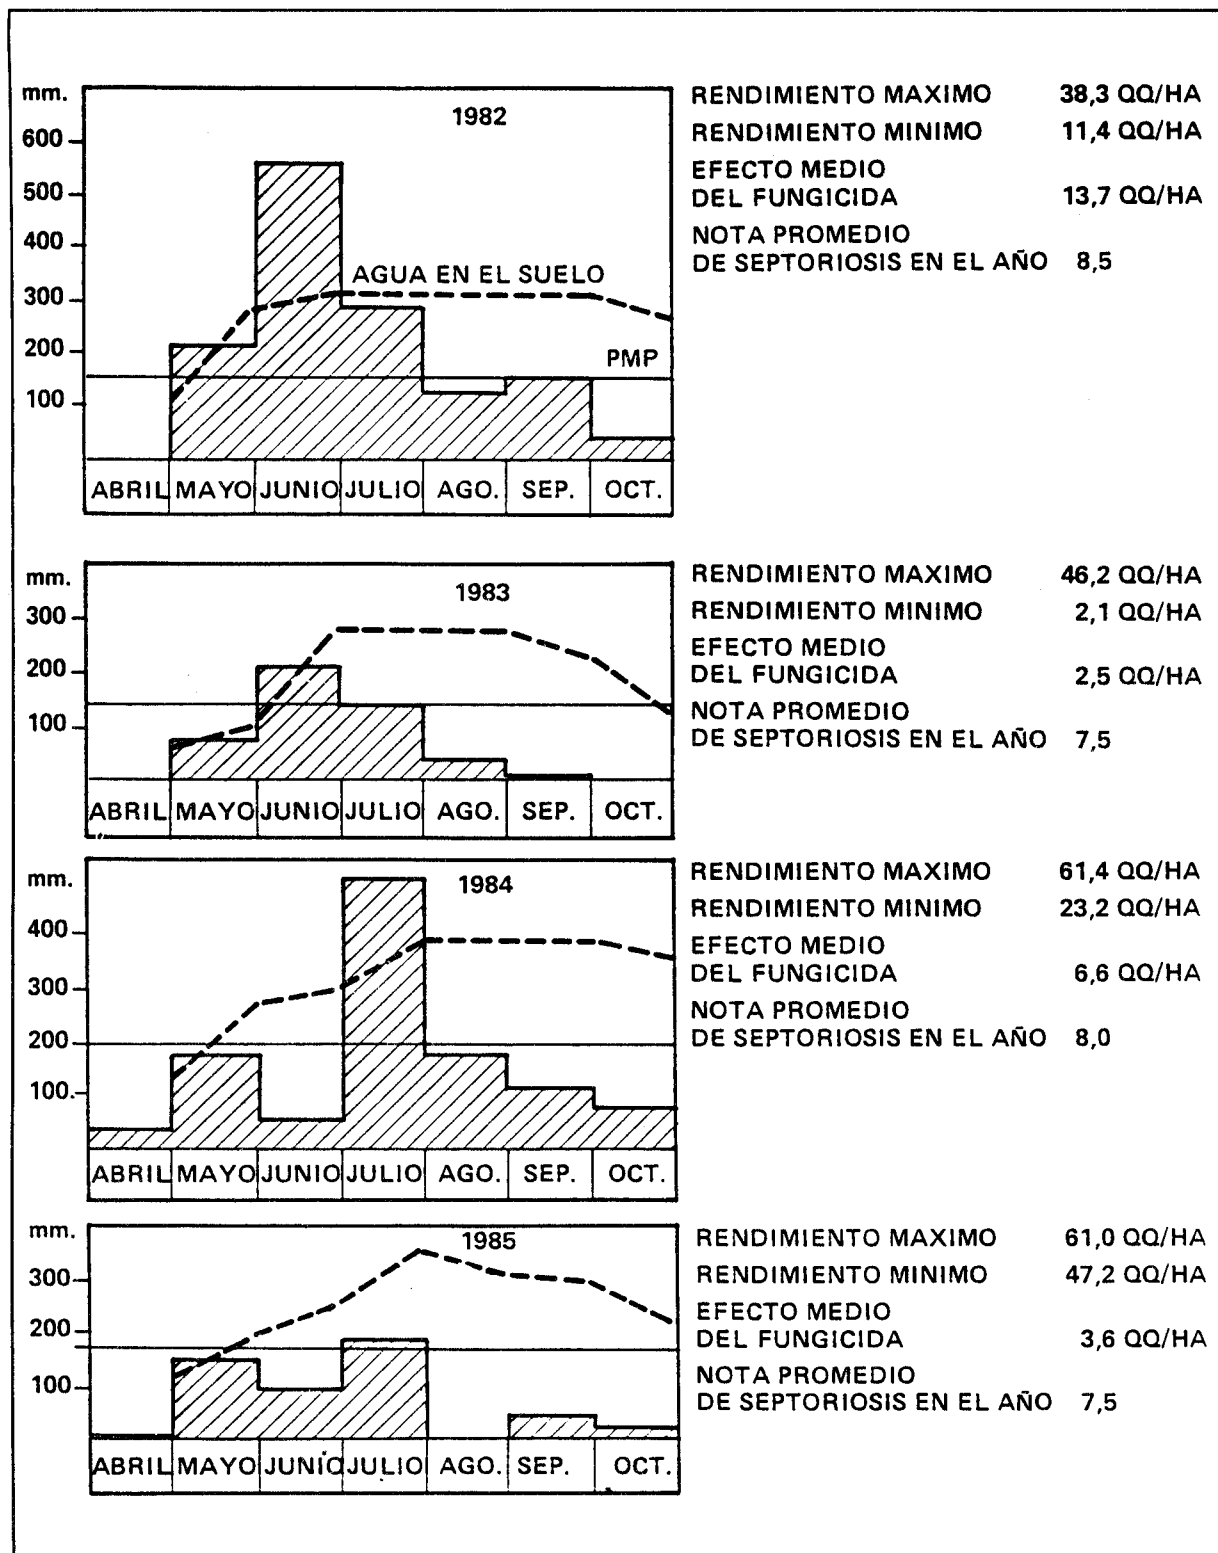 mm.
1982
600
500
400
300
200
100
AGUA EN EL SUELO
PMP
ABRIL MAYO JUNIO JULIO AGO. SEP. OCT.
RENDIMIENTO MAXIMO 38,3 QQ/HA
RENDIMIENTO MINIMO 11,4 QQ/HA
EFECTO MEDIO
DEL FUNGICIDA 13,7 QQ/HA
NOTA PROMEDIO
DE SEPTORIOSIS EN EL AÑO 8,5
mm.
1983
300
200
100
ABRIL MAYO JUNIO JULIO AGO. SEP. OCT.
RENDIMIENTO MAXIMO 46,2 QQ/HA
RENDIMIENTO MINIMO 2,1 QQ/HA
EFECTO MEDIO
DEL FUNGICIDA 2,5 QQ/HA
NOTA PROMEDIO
DE SEPTORIOSIS EN EL AÑO 7,5
mm.
1984
400
300
200
100
ABRIL MAYO JUNIO JULIO AGO. SEP. OCT.
RENDIMIENTO MAXIMO 61,4 QQ/HA
RENDIMIENTO MINIMO 23,2 QQ/HA
EFECTO MEDIO
DEL FUNGICIDA 6,6 QQ/HA
NOTA PROMEDIO
DE SEPTORIOSIS EN EL AÑO 8,0
mm.
1985
300
200
100
ABRIL MAYO JUNIO JULIO AGO. SEP. OCT.
RENDIMIENTO MAXIMO 61,0 QQ/HA
RENDIMIENTO MINIMO 47,2 QQ/HA
EFECTO MEDIO
DEL FUNGICIDA 3,6 QQ/HA
NOTA PROMEDIO
DE SEPTORIOSIS EN EL AÑO 7,5